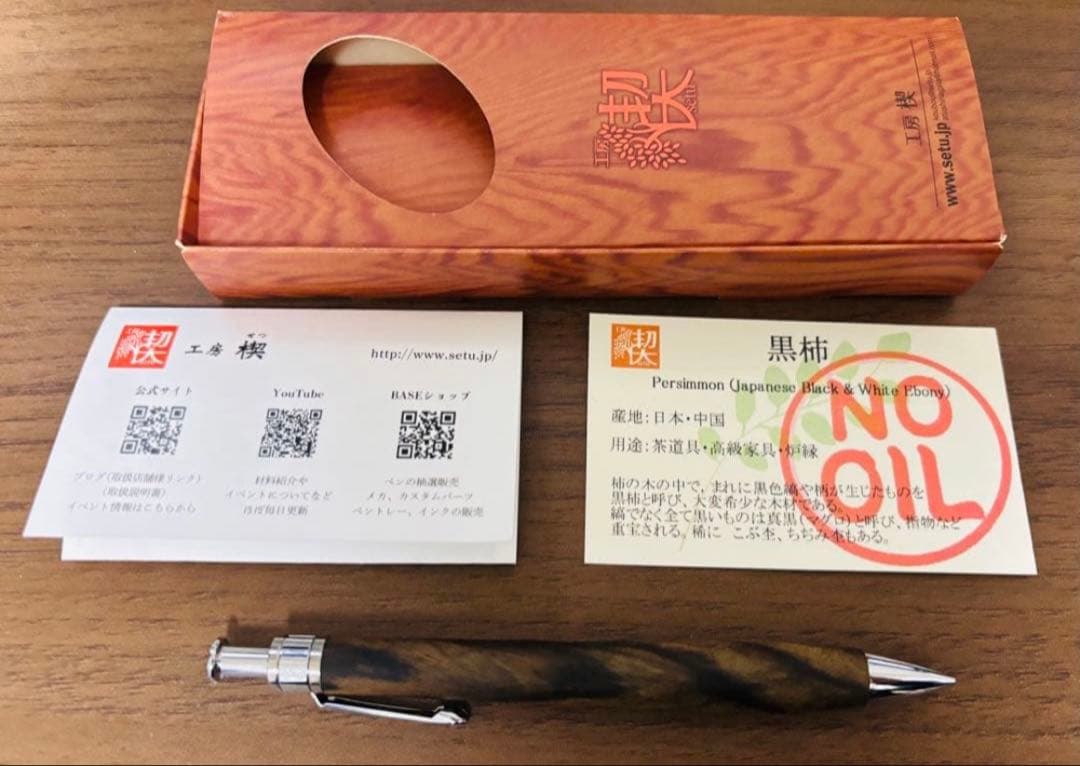 工房
楔
setu
工房 楔
www.setu.jp
工房 楔
せつ
http://www.setu.jp/
公式サイト
YouTube
BASEショップ
ブログ(取扱店舗様リンク)
(取扱説明書)
イベント情報はこちらから
材料紹介や
イベントについてなど
ほぼ毎日更新
ペンの抽選販売
メカ、カスタムパーツ
ペントレー、インクの販売
楔
黒柿
Persimmon (Japanese Black & White Ebony)
産地:日本・中国
用途:茶道具・高級家具・炉縁
柿の木の中で、まれに黒色縞や柄が生じたものを
黒柿と呼び、大変希少な木材である。
縞でなく全て黒いものは真黒(マグロ)と呼び、指物など
重宝される。稀に こぶ杢、ちぢみ杢もある。
NO
OIL